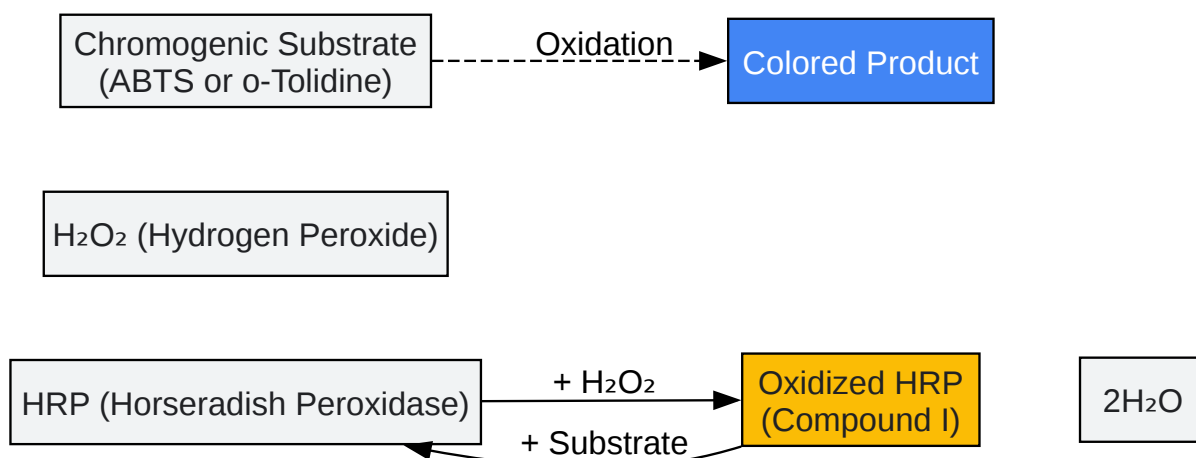 Chromogenic Substrate
(ABTS or o-Tolidine)
Oxidation
Colored Product
H₂O₂ (Hydrogen Peroxide)
HRP (Horseradish Peroxidase)
+ H₂O₂
Oxidized HRP
(Compound I)
2H₂O
+ Substrate